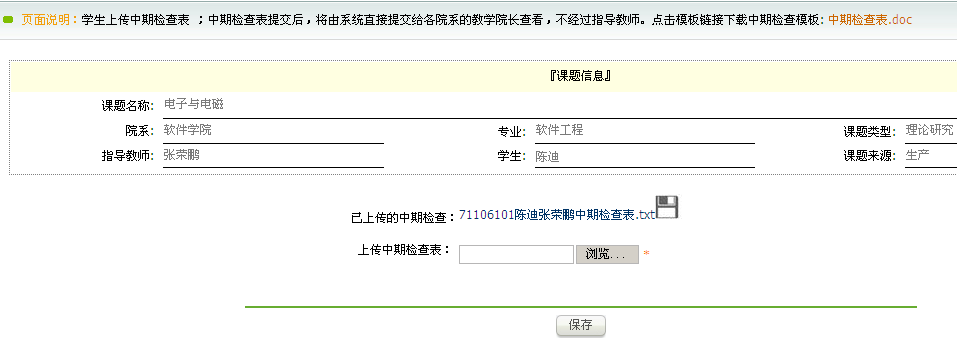 页面说明：学生上传中期检查表 ；中期检查表提交后，将由系统直接提交给各院系的教学院长查看，不经过指导教师。点击模板链接下载中期检查模板: 中期检查表.doc
『课题信息』
课题名称: 电子与电磁
院系: 软件学院 专业: 软件工程 课题类型: 理论研究
指导教师: 张荣鹏 学生: 陈迪 课题来源: 生产
已上传的中期检查：71106101陈迪张荣鹏中期检查表.txt
上传中期检查表： 浏览... *
保存